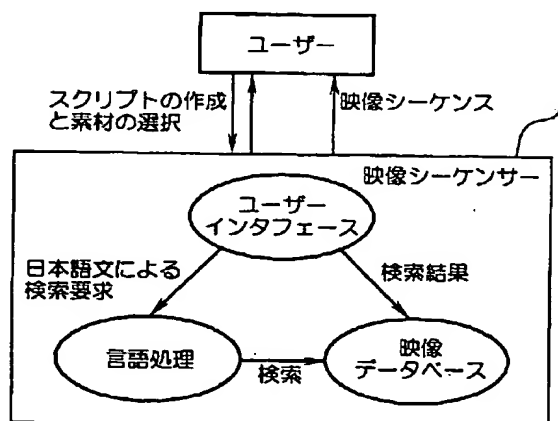 ユーザー
スクリプトの作成
と素材の選択
映像シーケンス
映像シーケンサー
ユーザー
インタフェース
日本語文による
検索要求
検索結果
言語処理
検索
映像
データベース